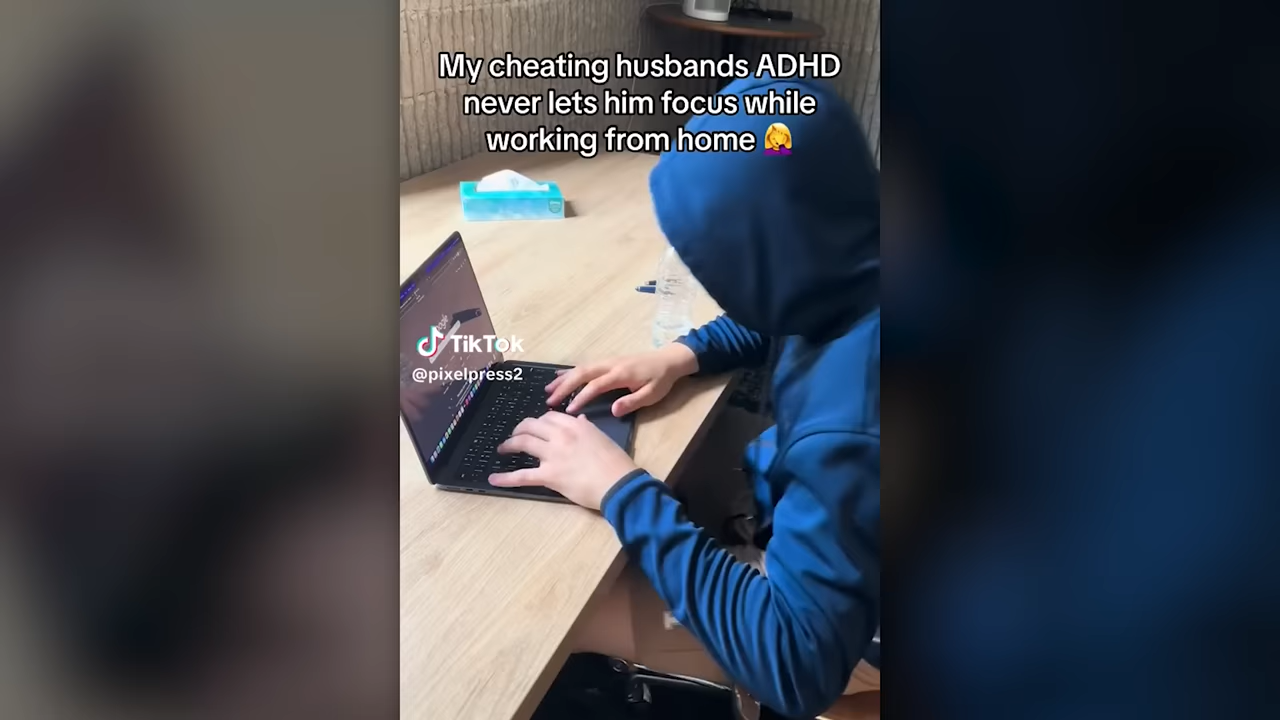 My cheating husbands ADHD
never lets him focus while
working from home 🤦‍♀️
TikTok
@pixelpress2